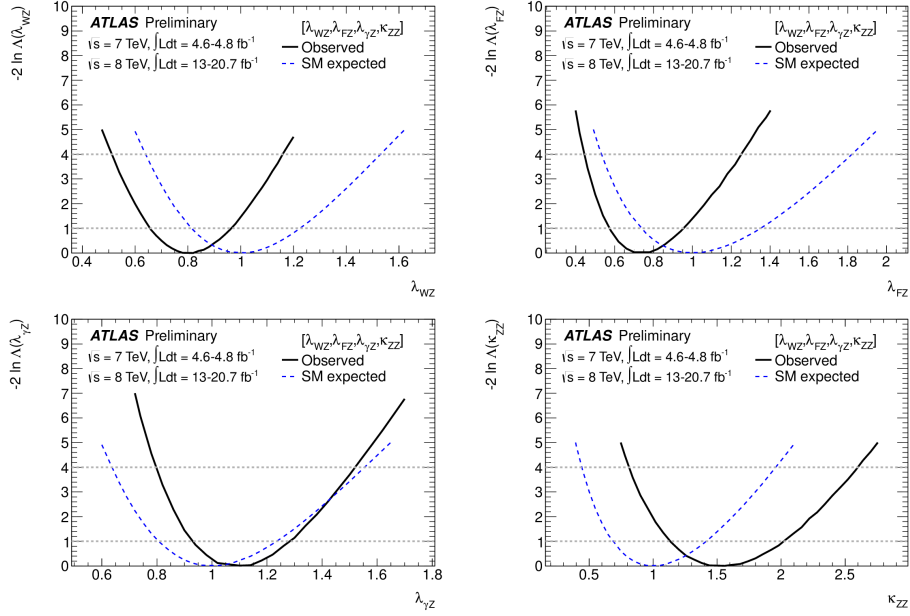 -2 ln Λ(λWZ)
10
9
8
7
6
5
4
3
2
1
0
ATLAS Preliminary
√s = 7 TeV, ∫Ldt = 4.6-4.8 fb-1
√s = 8 TeV, ∫Ldt = 13-20.7 fb-1
[λWZ,λFZ,λγZ,κZZ]
Observed
SM expected
0.4 0.6 0.8 1 1.2 1.4 1.6
λWZ
-2 ln Λ(λFZ)
10
9
8
7
6
5
4
3
2
1
0
ATLAS Preliminary
√s = 7 TeV, ∫Ldt = 4.6-4.8 fb-1
√s = 8 TeV, ∫Ldt = 13-20.7 fb-1
[λWZ,λFZ,λγZ,κZZ]
Observed
SM expected
0.4 0.6 0.8 1 1.2 1.4 1.6 1.8 2
λFZ
-2 ln Λ(λγZ)
10
9
8
7
6
5
4
3
2
1
0
ATLAS Preliminary
√s = 7 TeV, ∫Ldt = 4.6-4.8 fb-1
√s = 8 TeV, ∫Ldt = 13-20.7 fb-1
[λWZ,λFZ,λγZ,κZZ]
Observed
SM expected
0.6 0.8 1 1.2 1.4 1.6 1.8
λγZ
-2 ln Λ(κZZ)
10
9
8
7
6
5
4
3
2
1
0
ATLAS Preliminary
√s = 7 TeV, ∫Ldt = 4.6-4.8 fb-1
√s = 8 TeV, ∫Ldt = 13-20.7 fb-1
[λWZ,λFZ,λγZ,κZZ]
Observed
SM expected
0.5 1 1.5 2 2.5
κZZ